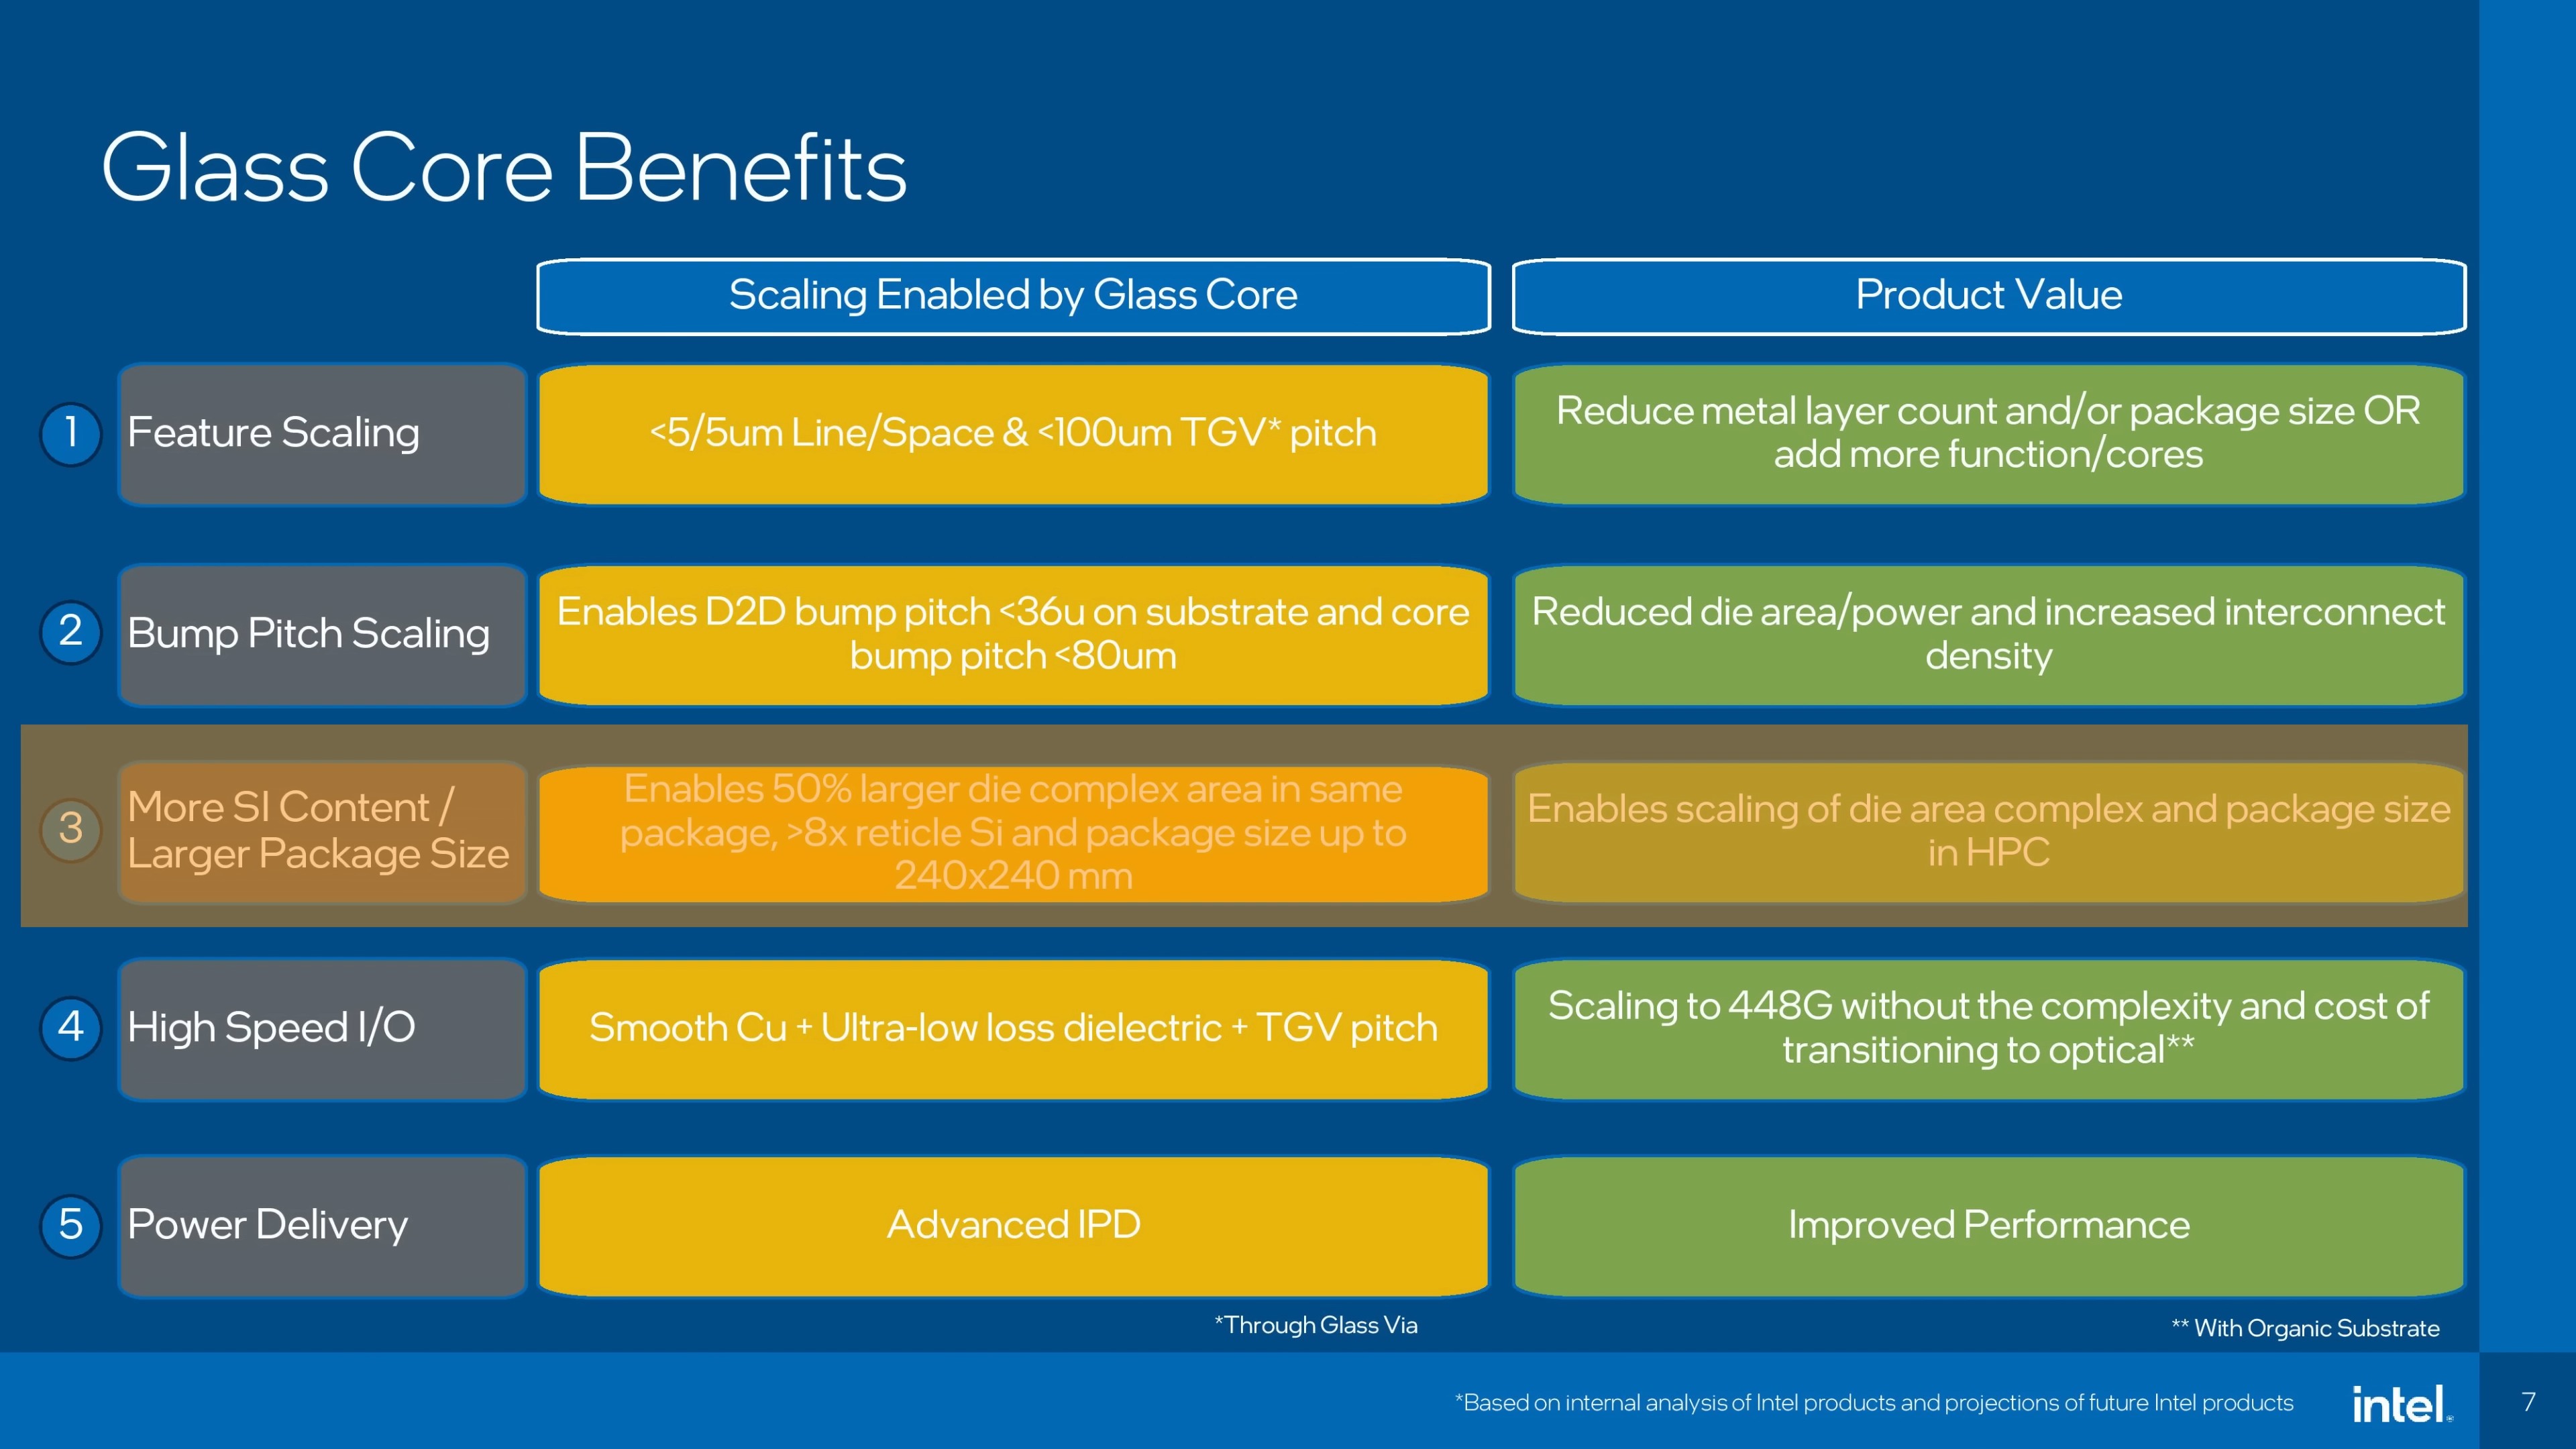 Glass Core Benefits
Scaling Enabled by Glass Core
Product Value
1
Feature Scaling
<5/5um Line/Space & <100um TGV* pitch
Reduce metal layer count and/or package size OR
add more function/cores
2
Bump Pitch Scaling
Enables D2D bump pitch <36u on substrate and core
bump pitch <80um
Reduced die area/power and increased interconnect
density
3
More SI Content /
Larger Package Size
Enables 50% larger die complex area in same
package, >8x reticle Si and package size up to
240x240 mm
Enables scaling of die area complex and package size
in HPC
4
High Speed I/O
Smooth Cu + Ultra-low loss dielectric + TGV pitch
Scaling to 448G without the complexity and cost of
transitioning to optical**
5
Power Delivery
Advanced IPD
Improved Performance
*Through Glass Via
** With Organic Substrate
*Based on internal analysis of Intel products and projections of future Intel products
intel.
7